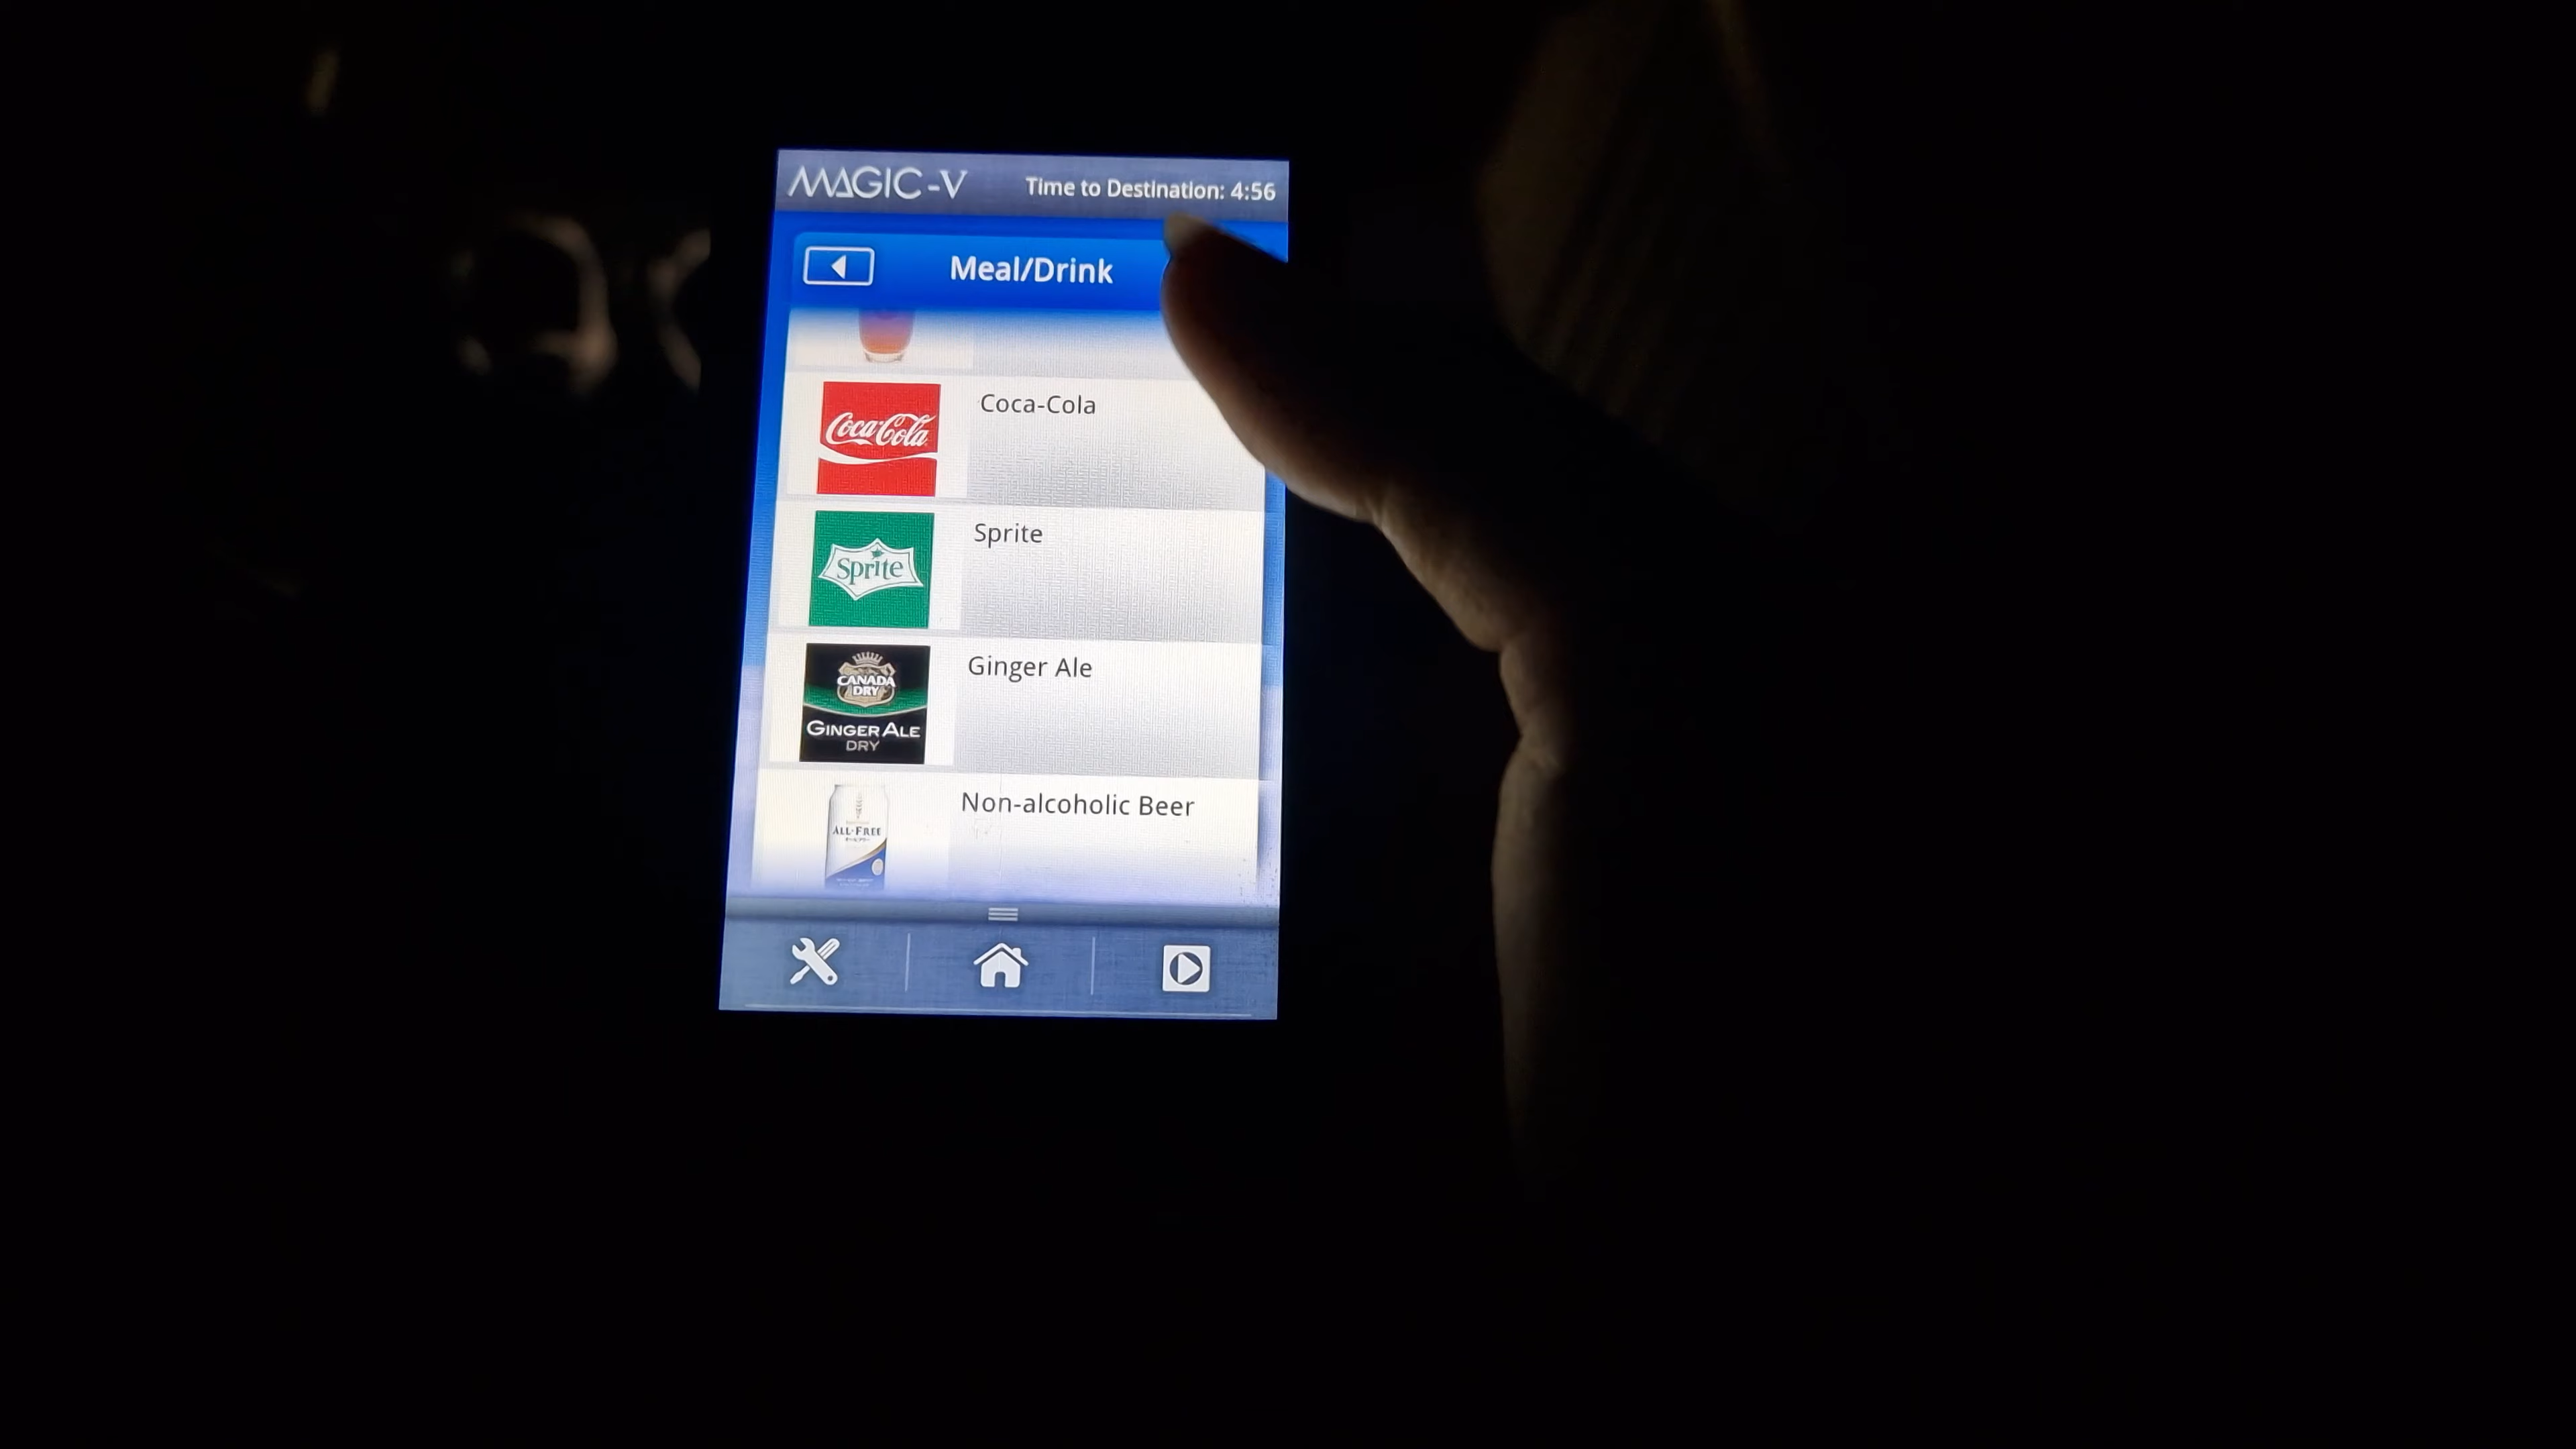 MAGIC-V
Time to Destination: 4:56
Meal/Drink
Coca-Cola
Coca-Cola
Sprite
Sprite
CANADA
DRY
GINGER ALE
DRY
Ginger Ale
ALL-FREE
Non-alcoholic Beer